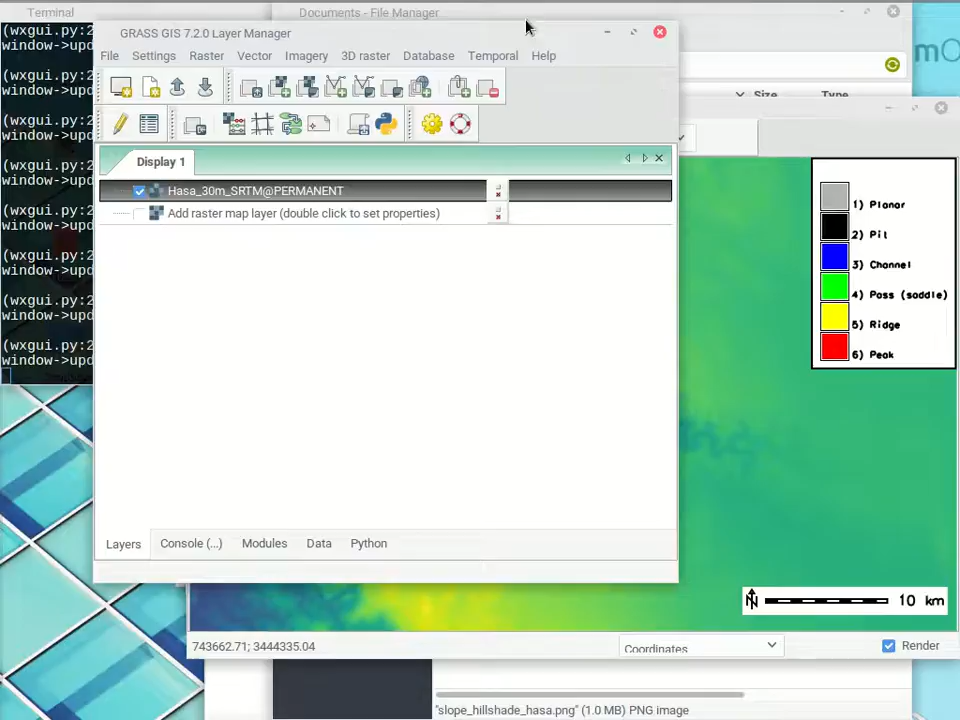 Terminal
Documents - File Manager
(wxgui.py:2
window->upd
(wxgui.py:2
window->upd
(wxgui.py:2
window->upd
(wxgui.py:2
window->upd
(wxgui.py:2
window->upd
(wxgui.py:2
window->upd
(wxgui.py:2
window->upd
(wxgui.py:2
window->upd
GRASS GIS 7.2.0 Layer Manager
File Settings Raster Vector Imagery 3D raster Database Temporal Help
Display 1
Hasa_30m_SRTM@PERMANENT
Add raster map layer (double click to set properties)
Layers Console (...) Modules Data Python
Size Type
1) Planar
2) Pit
3) Channel
4) Pass (saddle)
5) Ridge
6) Peak
N 10 km
743662.71; 3444335.04
Coordinates
Render
"slope_hillshade_hasa.png" (1.0 MB) PNG image